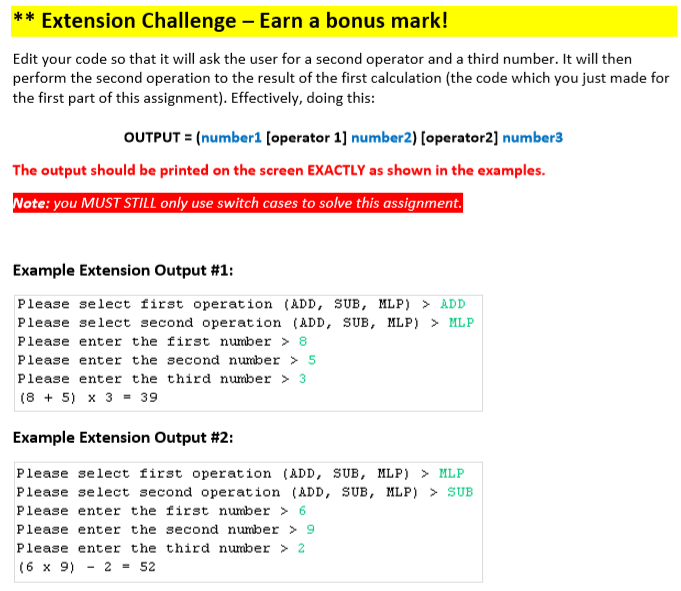 ** Extension Challenge – Earn a bonus mark!
Edit your code so that it will ask the user for a second operator and a third number. It will then
perform the second operation to the result of the first calculation (the code which you just made for
the first part of this assignment). Effectively, doing this:
OUTPUT = (number1 [operator 1] number2) [operator2] number3
The output should be printed on the screen EXACTLY as shown in the examples.
Note: you MUST STILL only use switch cases to solve this assignment.
Example Extension Output #1:
Please select first operation (ADD, SUB, MLP) > ADD
Please select second operation (ADD, SUB, MLP) > MLP
Please enter the first number > 8
Please enter the second number > 5
Please enter the third number > 3
(8 + 5) x 3 = 39
Example Extension Output #2:
Please select first operation (ADD, SUB, MLP) > MLP
Please select second operation (ADD, SUB, MLP) > SUB
Please enter the first number > 6
Please enter the second number > 9
Please enter the third number > 2
(6 x 9) - 2 = 52